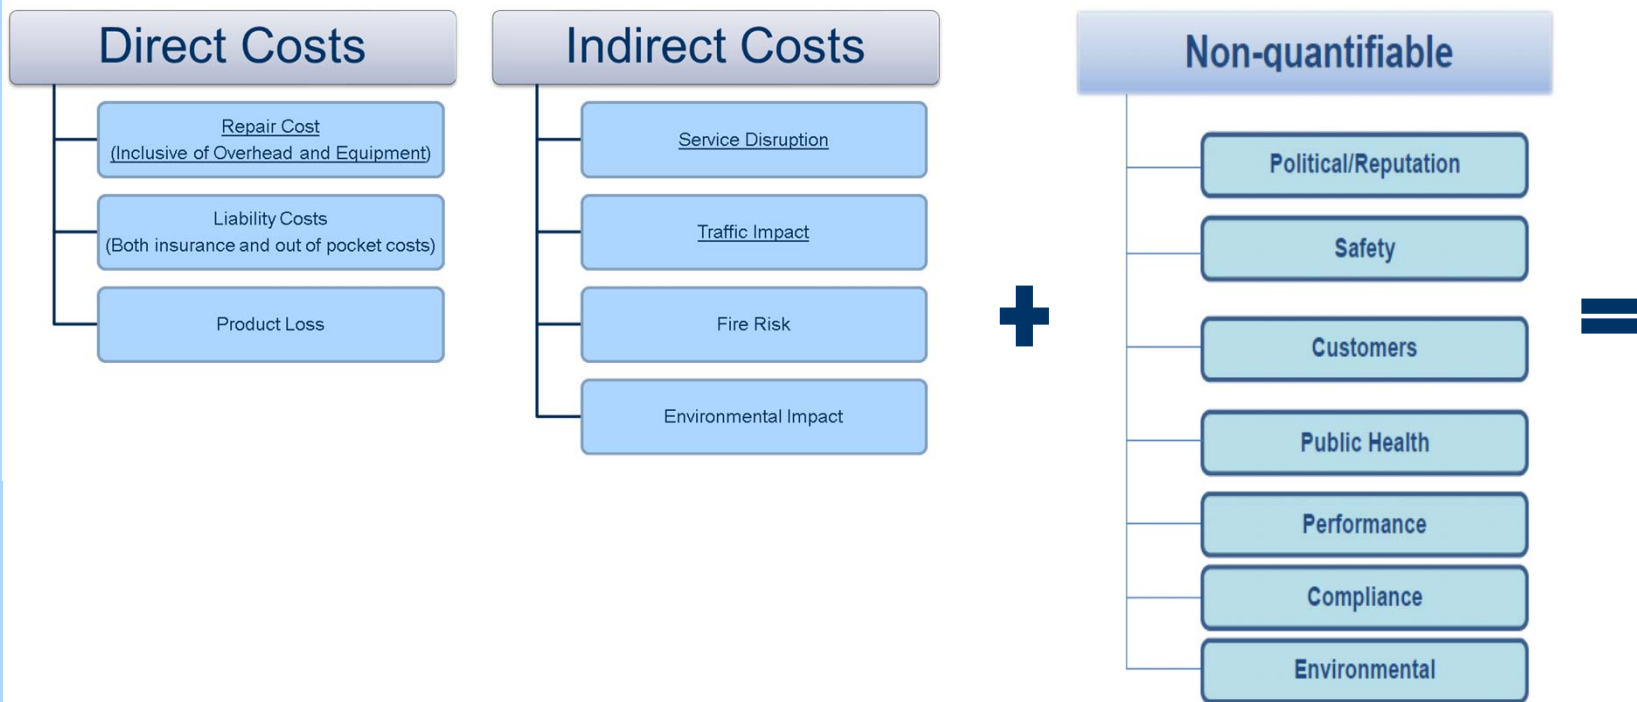 Direct Costs
Repair Cost
(Inclusive of Overhead and Equipment)
Liability Costs
(Both insurance and out of pocket costs)
Product Loss
Indirect Costs
Service Disruption
Traffic Impact
Fire Risk
Environmental Impact
+
Non-quantifiable
Political/Reputation
Safety
Customers
Public Health
Performance
Compliance
Environmental
=